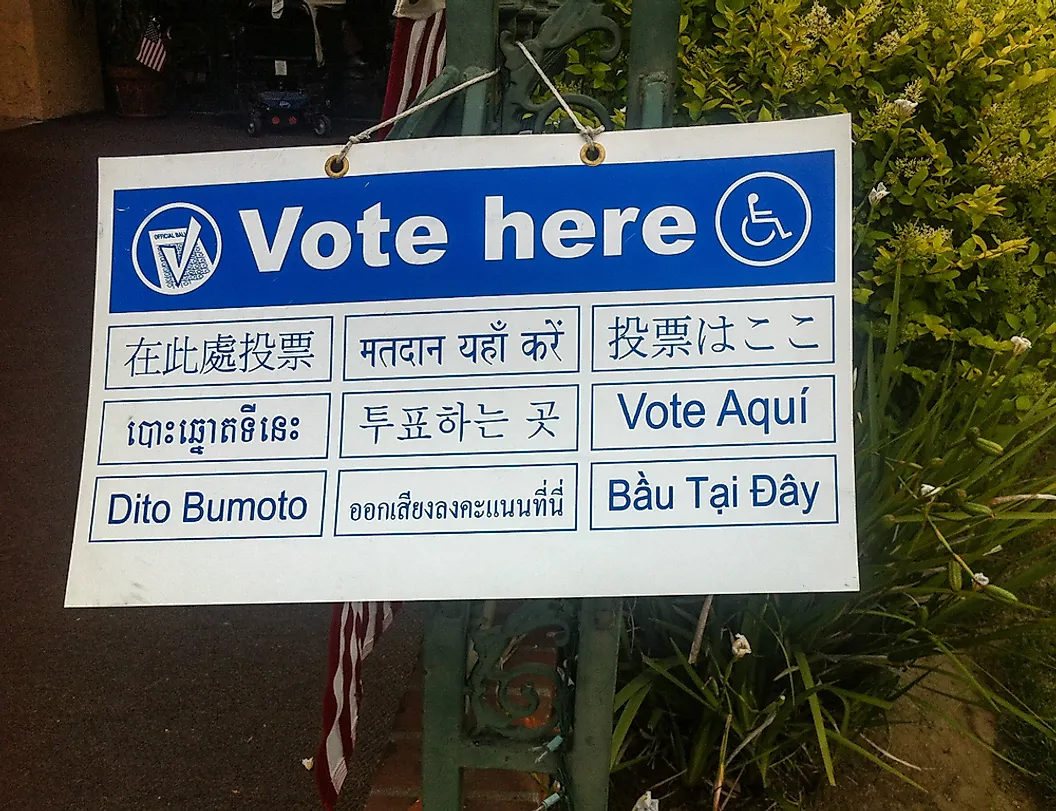 Vote here
OFFICIAL BALL
在此處投票
मतदान यहाँ करें
投票はここ
បោះឆ្នោតទីនេះ
투표하는 곳
Vote Aquí
Dito Bumoto
ออกเสียงลงคะแนนที่นี่
Bầu Tại Đây